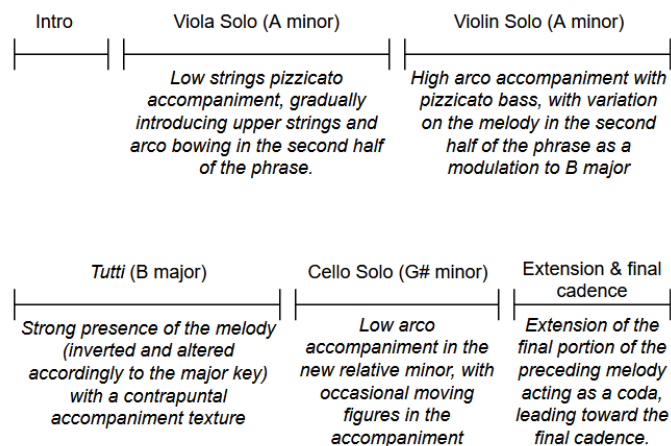 Intro
Viola Solo (A minor)
Violin Solo (A minor)
Low strings pizzicato
accompaniment, gradually
introducing upper strings and
arco bowing in the second half
of the phrase.
High arco accompaniment with
pizzicato bass, with variation
on the melody in the second
half of the phrase as a
modulation to B major
Tutti (B major)
Cello Solo (G# minor)
Extension & final
cadence
Strong presence of the melody
(inverted and altered
accordingly to the major key)
with a contrapuntal
accompaniment texture
Low arco
accompaniment in the
new relative minor, with
occasional moving
figures in the
accompaniment
Extension of the
final portion of the
preceding melody
acting as a coda,
leading toward the
final cadence.